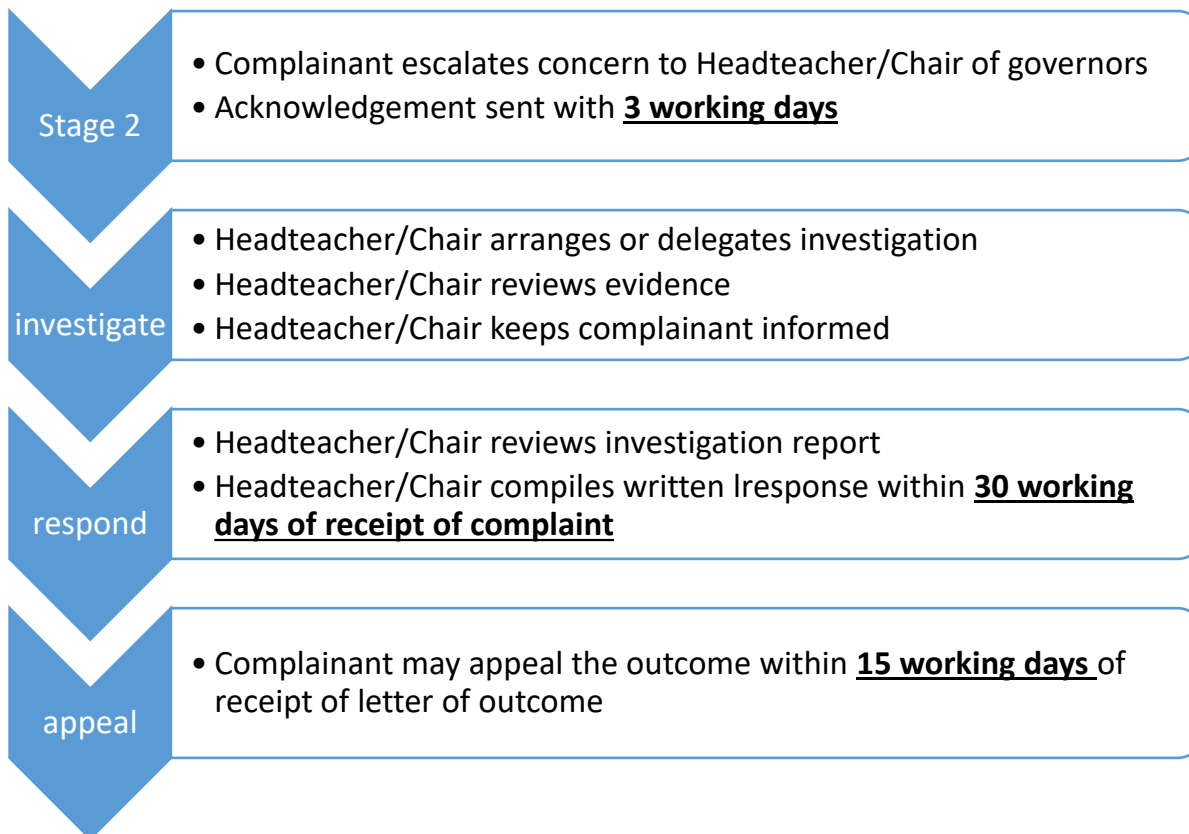 Stage 2
• Complainant escalates concern to Headteacher/Chair of governors
• Acknowledgement sent with 3 working days
investigate
• Headteacher/Chair arranges or delegates investigation
• Headteacher/Chair reviews evidence
• Headteacher/Chair keeps complainant informed
respond
• Headteacher/Chair reviews investigation report
• Headteacher/Chair compiles written lresponse within 30 working
days of receipt of complaint
appeal
• Complainant may appeal the outcome within 15 working days of
receipt of letter of outcome